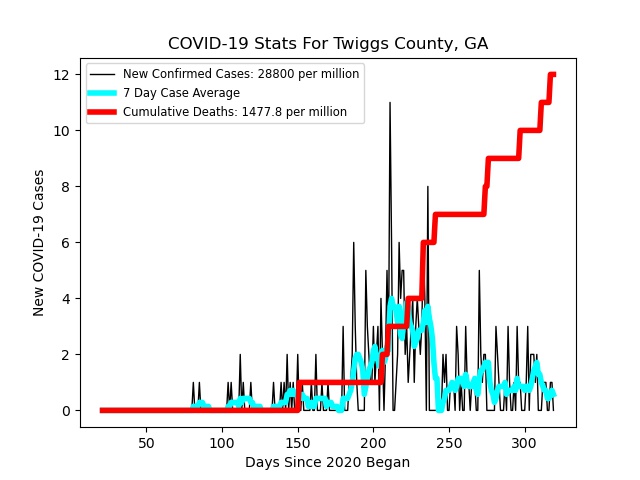 COVID-19 Stats For Twiggs County, GA
New Confirmed Cases: 28800 per million
7 Day Case Average
Cumulative Deaths: 1477.8 per million
New COVID-19 Cases
12
10
8
6
4
2
0
50 100 150 200 250 300
Days Since 2020 Began